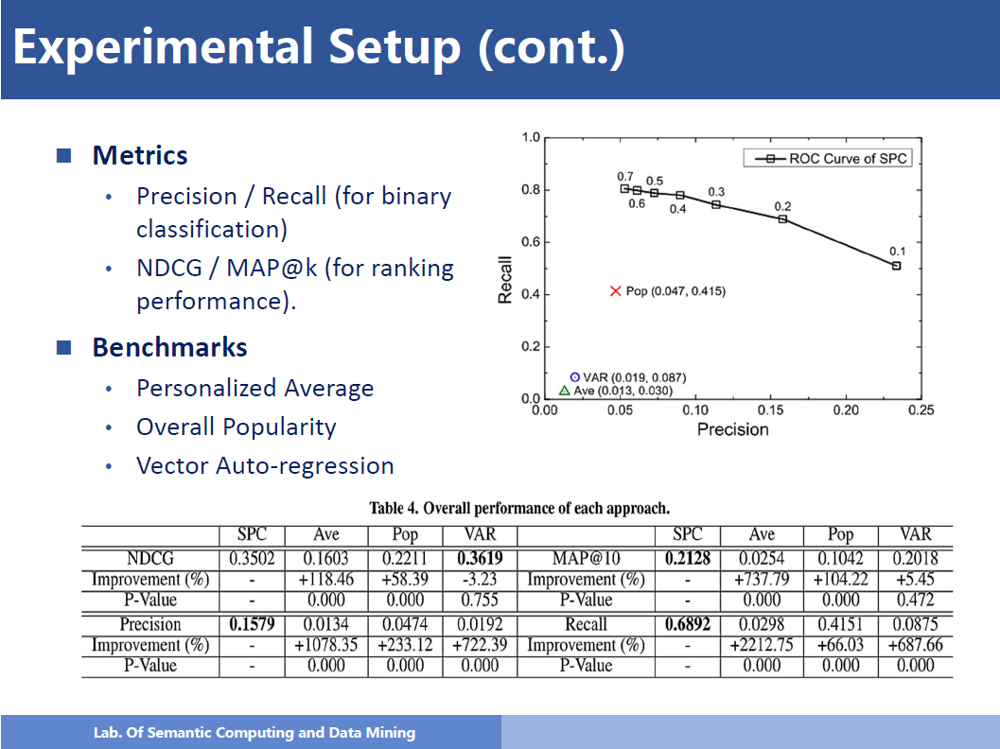 Experimental Setup (cont.)
Metrics
Precision / Recall (for binary
classification)
NDCG / MAP@k (for ranking
performance).
Benchmarks
Personalized Average
Overall Popularity
Vector Auto-regression
1.0
0.8
0.6
0.4
0.2
0.0
Recall
ROC Curve of SPC
0.7
0.6
0.5
0.4
0.3
0.2
0.1
Pop (0.047, 0.415)
VAR (0.019, 0.087)
Ave (0.013, 0.030)
0.00 0.05 0.10 0.15 0.20 0.25
Precision
Table 4. Overall performance of each approach.
SPC Ave Pop VAR SPC Ave Pop VAR
NDCG 0.3502 0.1603 0.2211 0.3619 MAP@10 0.2128 0.0254 0.1042 0.2018
Improvement (%) - +118.46 +58.39 -3.23 Improvement (%) - +737.79 +104.22 +5.45
P-Value - 0.000 0.000 0.755 P-Value - 0.000 0.000 0.472
Precision 0.1579 0.0134 0.0474 0.0192 Recall 0.6892 0.0298 0.4151 0.0875
Improvement (%) - +1078.35 +233.12 +722.39 Improvement (%) - +2212.75 +66.03 +687.66
P-Value - 0.000 0.000 0.000 P-Value - 0.000 0.000 0.000
Lab. Of Semantic Computing and Data Mining